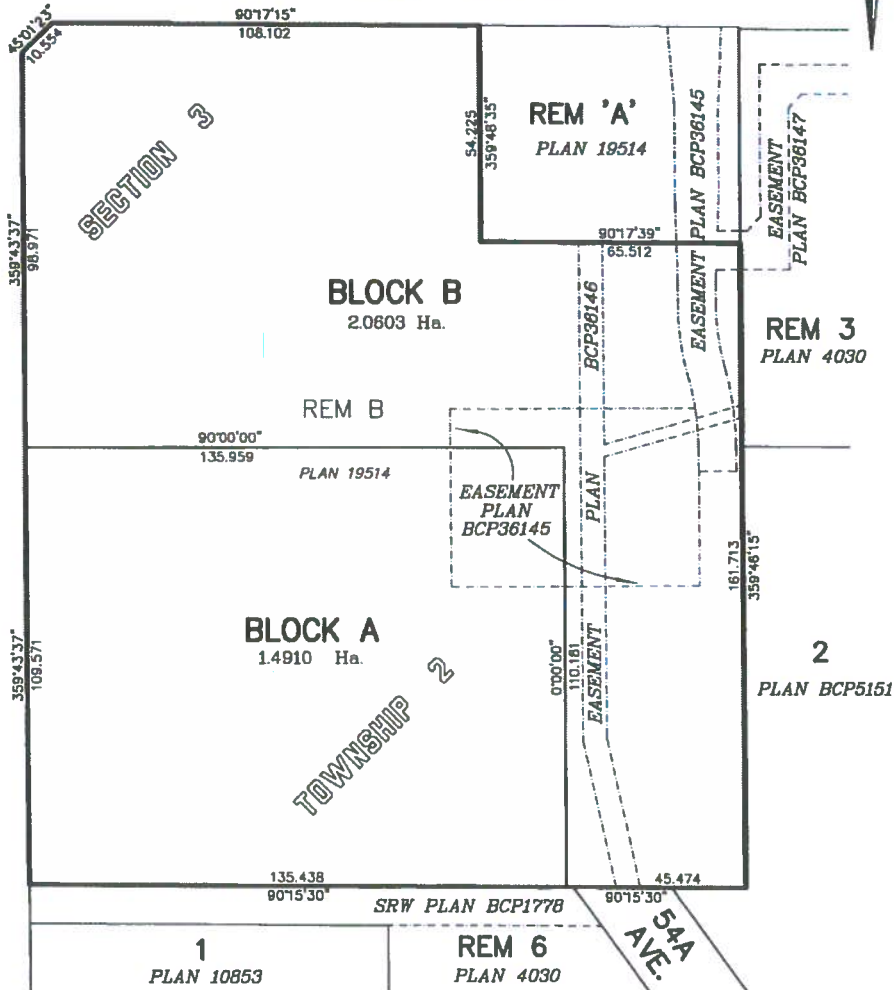 90°17'15"
108.102
45°01'23"
10.554
SECTION 3
54.225
359°48'35"
REM 'A'
PLAN 19514
EASEMENT PLAN BCP36145
EASEMENT
PLAN BCP36147
90°17'39"
65.512
359°43'37"
98.971
BLOCK B
2.0603 Ha.
REM B
EASEMENT PLAN BCP36146
REM 3
PLAN 4030
90°00'00"
135.959
PLAN 19514
EASEMENT
PLAN
BCP36145
161.713
359°46'15"
359°43'37"
109.571
BLOCK A
1.4910 Ha.
0°00'00"
110.181
TOWNSHIP 2
2
PLAN BCP5151
135.438
90°15'30"
45.474
90°15'30"
SRW PLAN BCP1778
54A
AVE.
1
PLAN 10853
REM 6
PLAN 4030